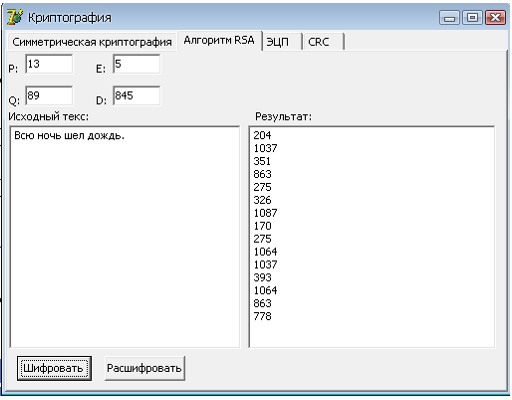 Криптография
Симметрическая криптография Алгоритм RSA ЭЦП CRC
P: 13 E: 5
Q: 89 D: 845
Исходный текс: Результат:
Всю ночь шел дождь.
204
1037
351
863
275
326
1087
170
275
1064
1037
393
1064
863
778
Шифровать Расшифровать